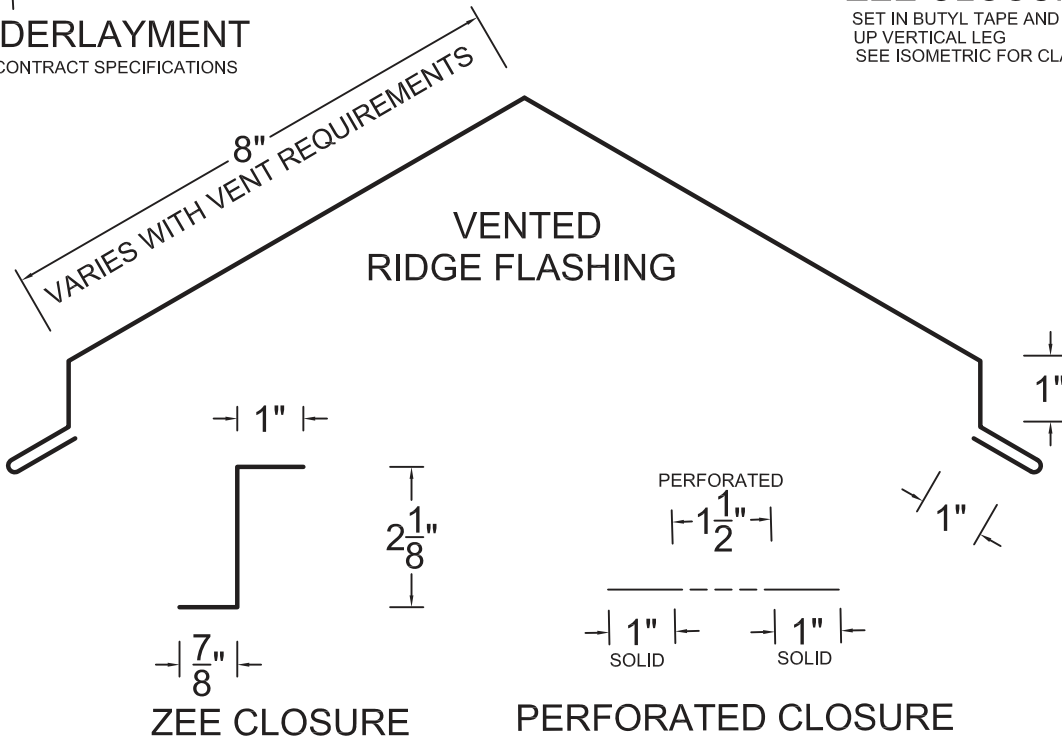 DERLAYMENT
CONTRACT SPECIFICATIONS
SET IN BUTYL TAPE AND
UP VERTICAL LEG
SEE ISOMETRIC FOR
8"
VARIES WITH VENT REQUIREMENTS
VENTED
RIDGE FLASHING
1"
1"
2 1/8"
7/8"
ZEE CLOSURE
PERFORATED
1 1/2"
1"
SOLID
1"
SOLID
1"
PERFORATED CLOSURE